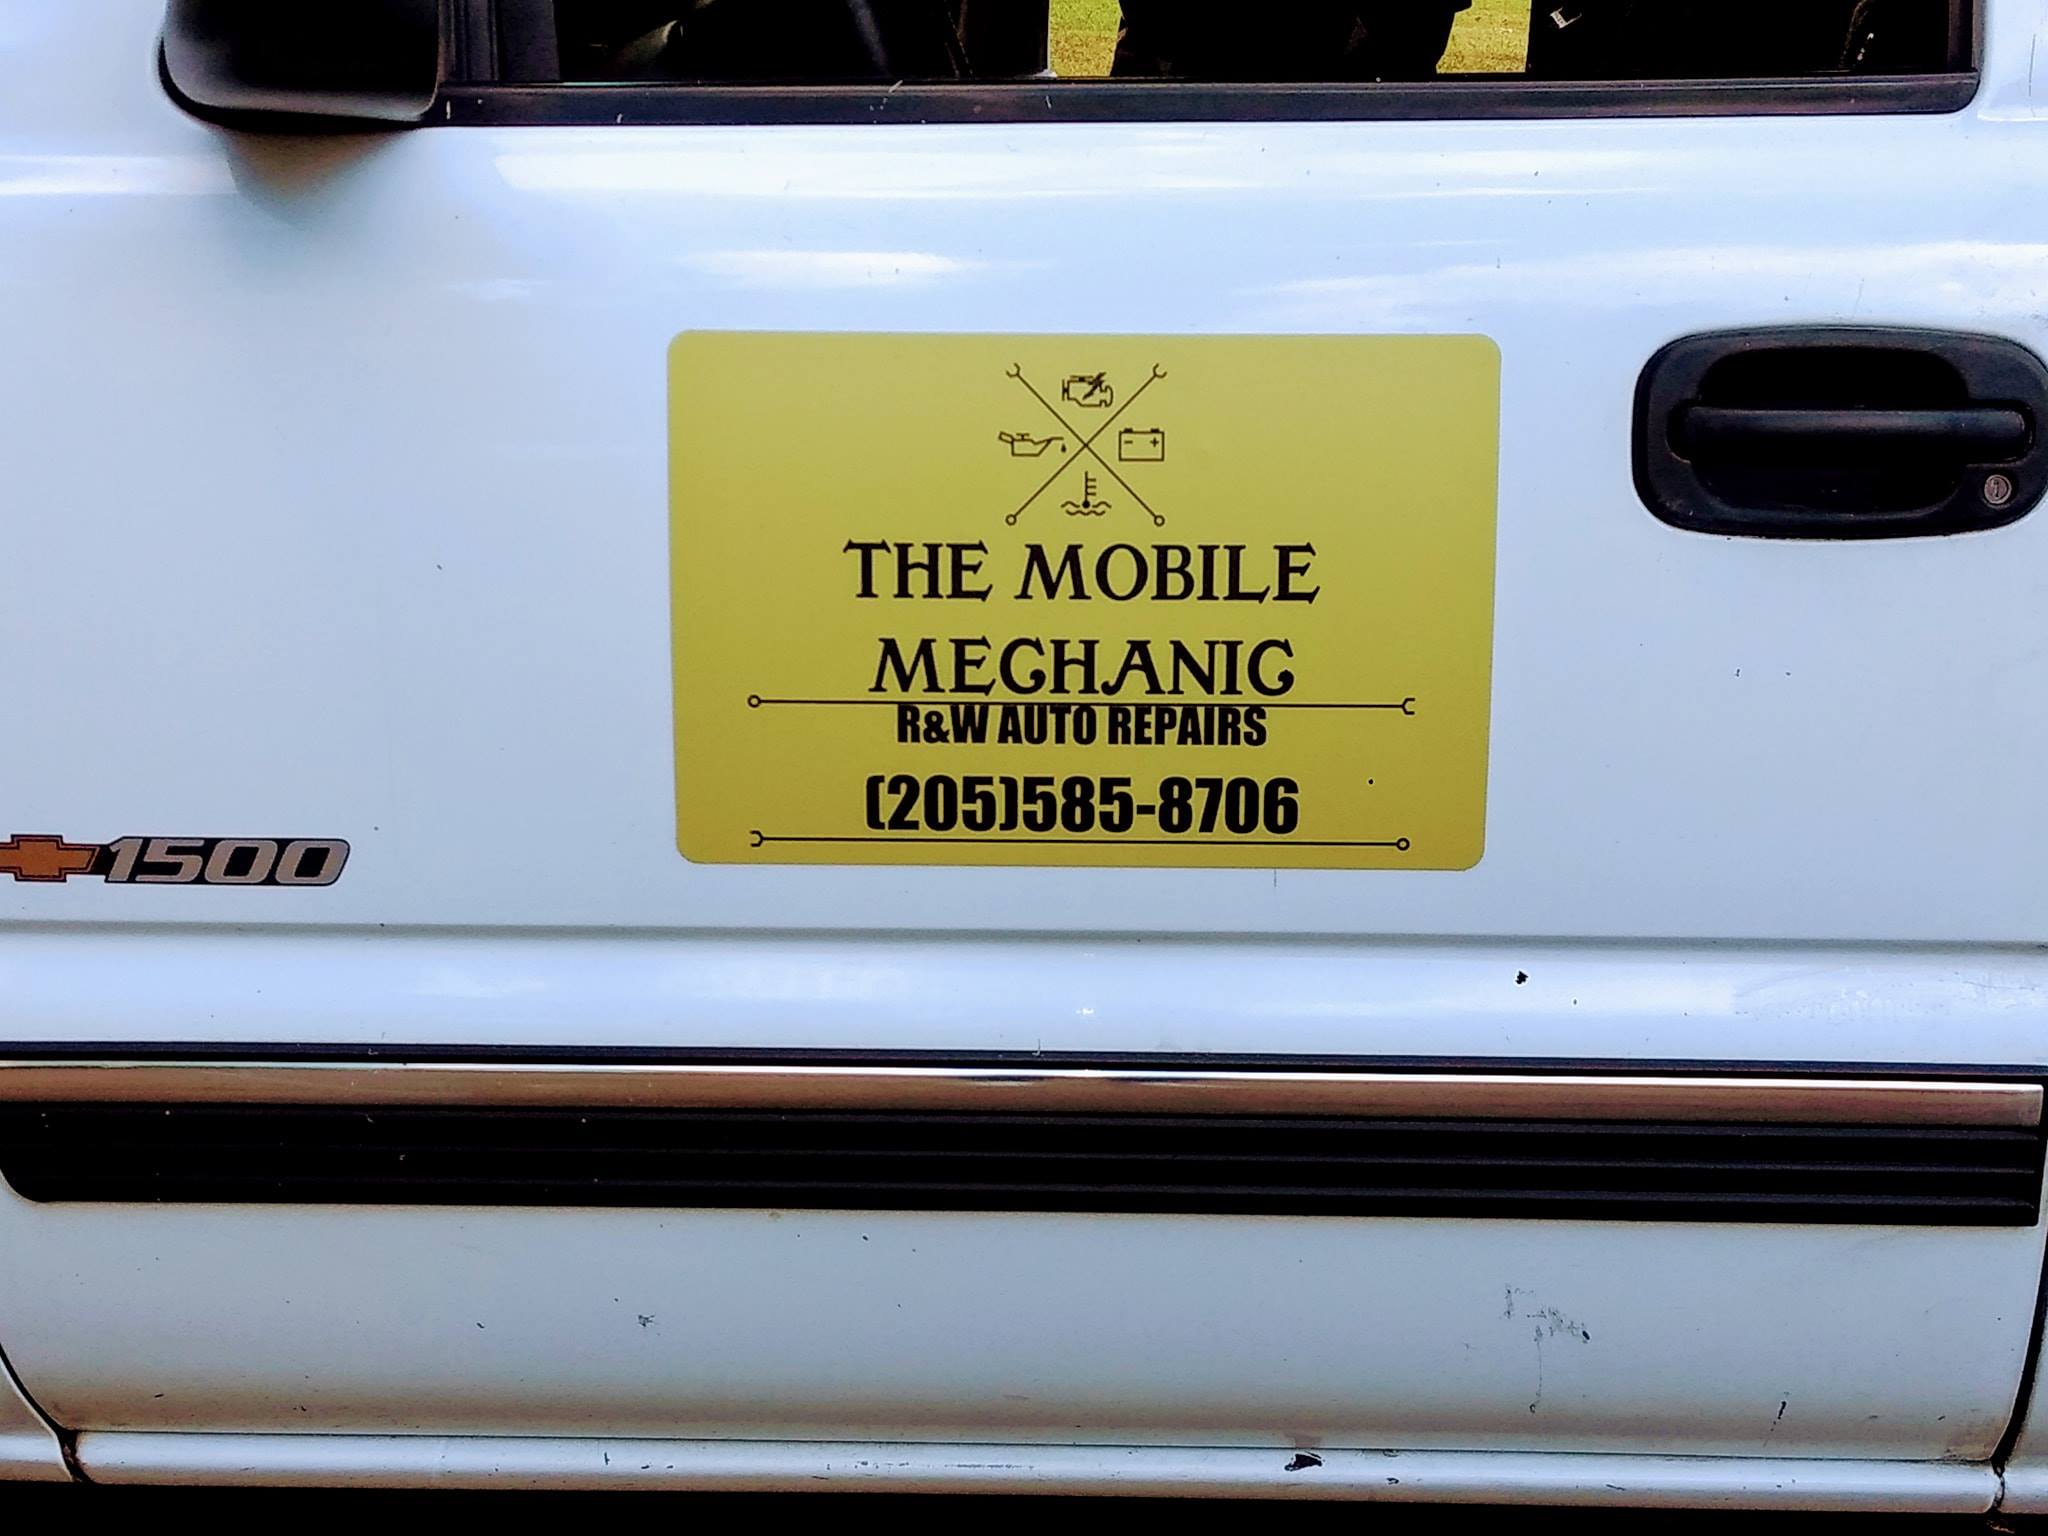 THE MOBILE
MECHANIC
R&W AUTO REPAIRS
(205)585-8706
1500